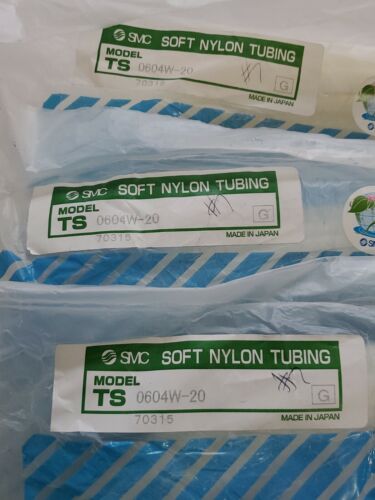 SMC SOFT NYLON TUBING
MODEL
TS 0604W-20
70315
G
MADE IN JAPAN
SMC SOFT NYLON TUBING
MODEL
TS 0604W-20
70315
G
MADE IN JAPAN
SMC SOFT NYLON TUBING
MODEL
TS 0604W-20
70315
G
MADE IN JAPAN